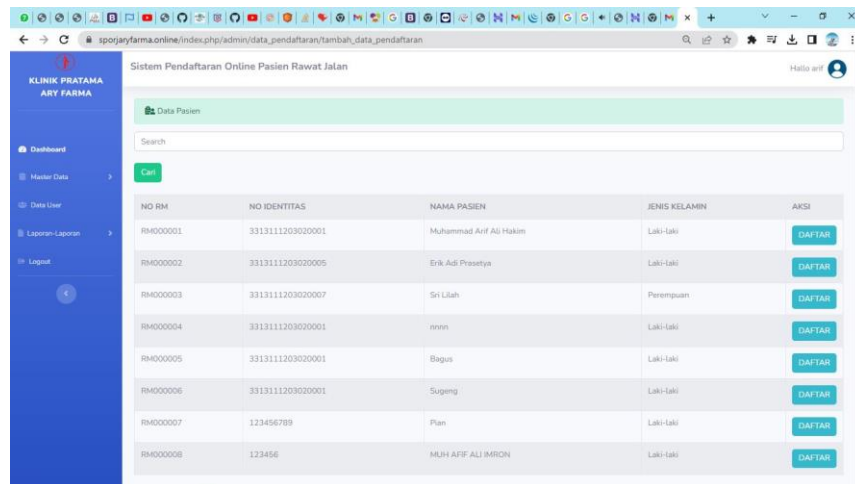 sporjaryfarma.online/index.php/admin/data_pendaftaran/tambah_data_pendaftaran
KLINIK PRATAMA
ARY FARMA
Sistem Pendaftaran Online Pasien Rawat Jalan
Hallo arif
Data Pasien
Search
Cari
Dashboard
Master Data
Data User
Laporan-Laporan
Logout
NO RM NO IDENTITAS NAMA PASIEN JENIS KELAMIN AKSI
RM000001 3313111203020001 Muhammad Arif Ali Hakim Laki-laki DAFTAR
RM000002 3313111203020005 Erik Adi Prasetya Laki-laki DAFTAR
RM000003 3313111203020007 Sri Lilah Perempuan DAFTAR
RM000004 3313111203020001 nnnn Laki-laki DAFTAR
RM000005 3313111203020001 Bagus Laki-laki DAFTAR
RM000006 3313111203020001 Sugeng Laki-laki DAFTAR
RM000007 123456789 Pian Laki-laki DAFTAR
RM000008 123456 MUH AFIF ALI IMRON Laki-laki DAFTAR